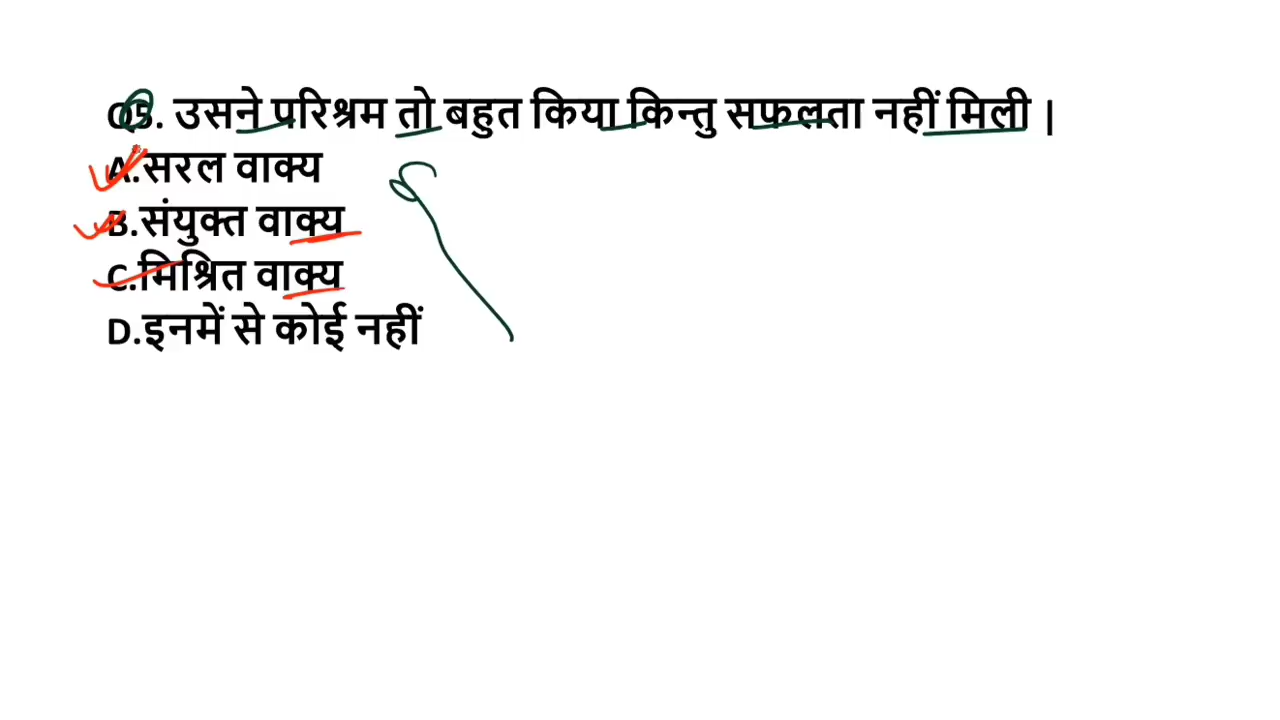 Q5. उसने परिश्रम तो बहुत किया किन्तु सफलता नहीं मिली |
A.सरल वाक्य
B.संयुक्त वाक्य
C.मिश्रित वाक्य
D.इनमें से कोई नहीं